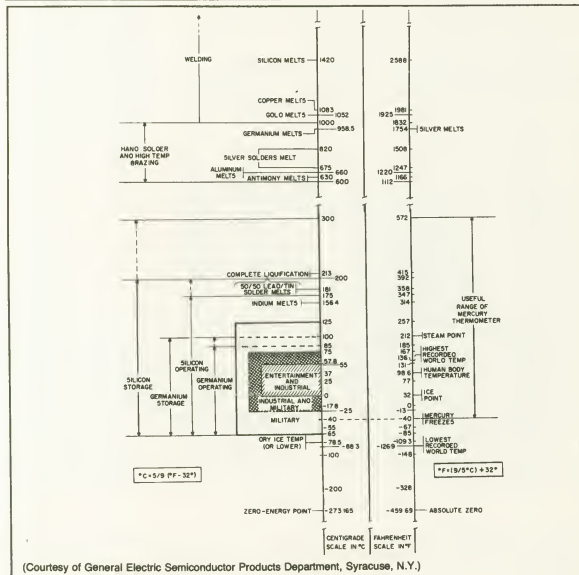 WELDING
SILICON MELTS
1420
2588
COPPER MELTS
1083
1981
GOLD MELTS
1052
1925
1000
1832
GERMANIUM MELTS
958.5
1754
SILVER MELTS
HAND SOLDER
AND HIGH TEMP
BRAZING
820
1508
SILVER SOLDERS MELT
675
1247
ALUMINUM
MELTS
660
1220
ANTIMONY MELTS
630
1166
600
1112
300
572
COMPLETE LIQUIFICATION
213
415
200
392
50/50 LEAD/TIN
SOLDER MELTS
181
358
175
347
INDIUM MELTS
156.4
314
USEFUL
RANGE OF
MERCURY
THERMOMETER
125
257
100
212
STEAM POINT
85
185
75
167
HIGHEST
RECORDED
WORLD TEMP
57.8
136
55
131
SILICON
STORAGE
SILICON
OPERATING
GERMANIUM
STORAGE
GERMANIUM
OPERATING
ENTERTAINMENT
AND
INDUSTRIAL
37
98.6
HUMAN BODY
TEMPERATURE
25
77
0
32
ICE
POINT
INDUSTRIAL AND
MILITARY
-17.8
0
-25
-13
MILITARY
-40
-40
MERCURY
FREEZES
-55
-67
65
-85
DRY ICE TEMP
(OR LOWER)
78.5
-109.3
-88.3
-126.9
LOWEST
RECORDED
WORLD TEMP
100
-148
°C=5/9 (°F-32°)
°F=(9/5°C)+32°
-200
-328
ZERO-ENERGY POINT
-273.165
-459.69
ABSOLUTE ZERO
CENTIGRADE
SCALE IN °C
FAHRENHEIT
SCALE IN °F
(Courtesy of General Electric Semiconductor Products Department, Syracuse, N.Y.)